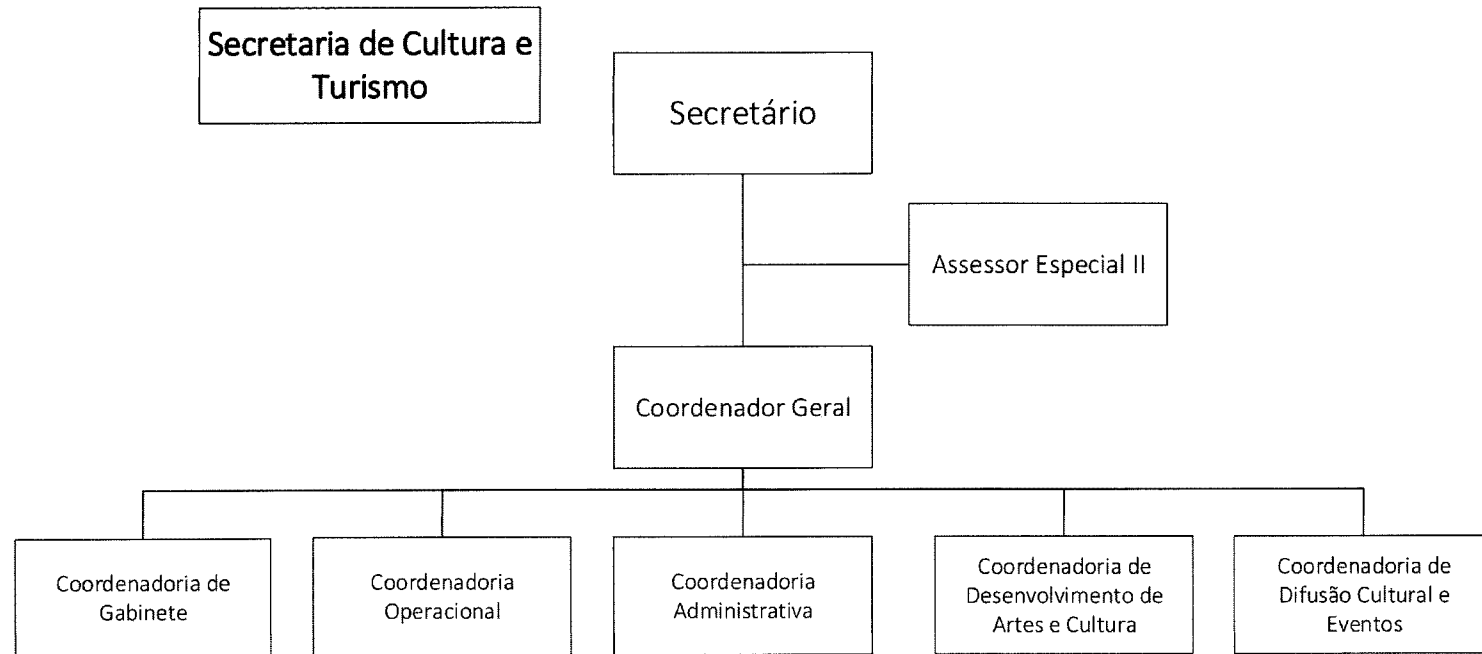 Secretaria de Cultura e
Turismo
Secretário
Assessor Especial II
Coordenador Geral
Coordenadoria de
Gabinete
Coordenadoria
Operacional
Coordenadoria
Administrativa
Coordenadoria de
Desenvolvimento de
Artes e Cultura
Coordenadoria de
Difusão Cultural e
Eventos